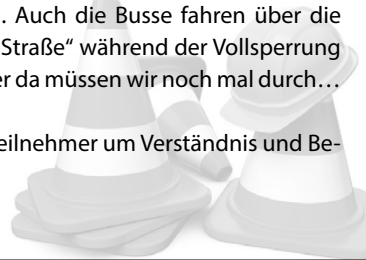 . Auch die Busse fahren über die
Straße“ während der Vollsperrung
er da müssen wir noch mal durch…
eilnehmer um Verständnis und Be-